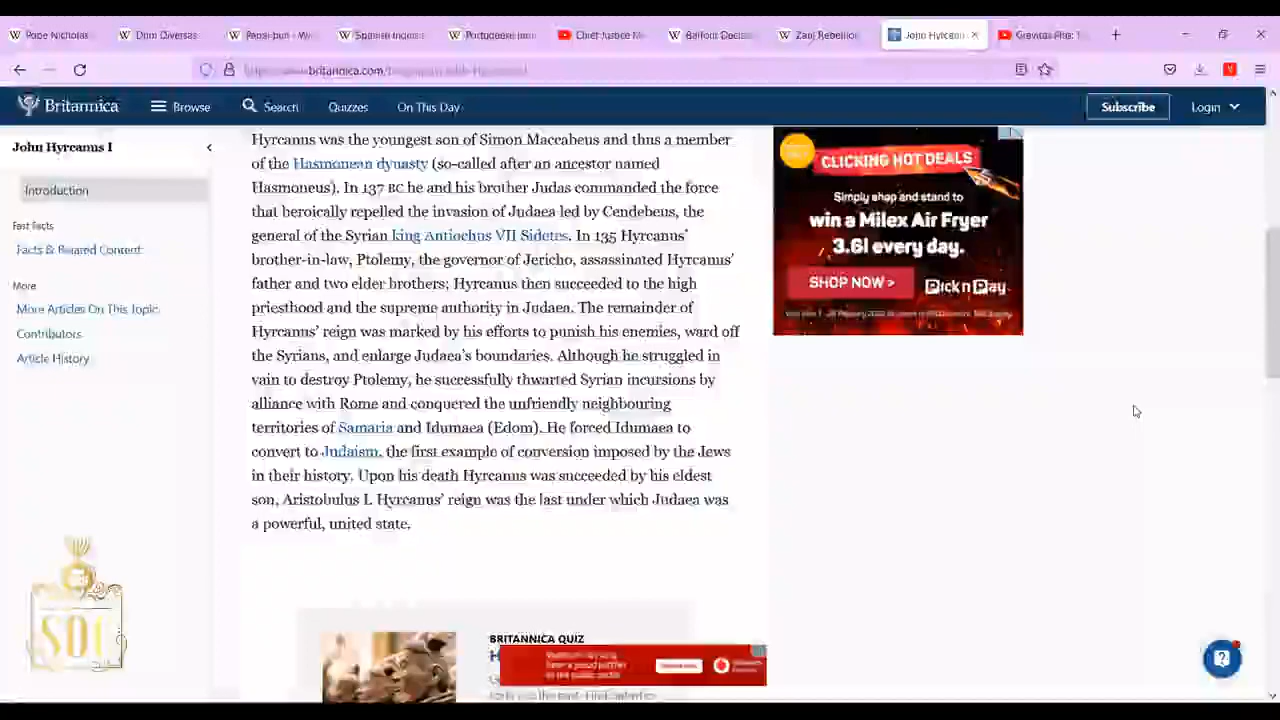 Pope Nicholas
Dum Diversas
Papal bull - W
Spanish Inquis
Portuguese Inqu
Chief Justice M
Balfour Declara
Zanj Rebellion
John Hyrcanus
Gravitas Plus: T
britannica.com
Britannica
Browse
Search
Quizzes
On This Day
Subscribe
Login
John Hyrcanus I
Introduction
Fast Facts
Facts & Related Content
More
More Articles On This Topic
Contributors
Article History
Hyrcanus was the youngest son of Simon Maccabeus and thus a member
of the Hasmonean dynasty (so-called after an ancestor named
Hasmoneus). In 137 BC he and his brother Judas commanded the force
that heroically repelled the invasion of Judaea led by Cendebeus, the
general of the Syrian king Antiochus VII Sidetes. In 135 Hyrcanus'
brother-in-law, Ptolemy, the governor of Jericho, assassinated Hyrcanus'
father and two elder brothers; Hyrcanus then succeeded to the high
priesthood and the supreme authority in Judaea. The remainder of
Hyrcanus' reign was marked by his efforts to punish his enemies, ward off
the Syrians, and enlarge Judaea's boundaries. Although he struggled in
vain to destroy Ptolemy, he successfully thwarted Syrian incursions by
alliance with Rome and conquered the unfriendly neighbouring
territories of Samaria and Idumaea (Edom). He forced Idumaea to
convert to Judaism, the first example of conversion imposed by the Jews
in their history. Upon his death Hyrcanus was succeeded by his eldest
son, Aristobulus I. Hyrcanus' reign was the last under which Judaea was
a powerful, united state.
CLICKING HOT DEALS
Simply shop and stand to
win a Milex Air Fryer
3.6l every day.
SHOP NOW >
Pick n Pay
BRITANNICA QUIZ
SOC